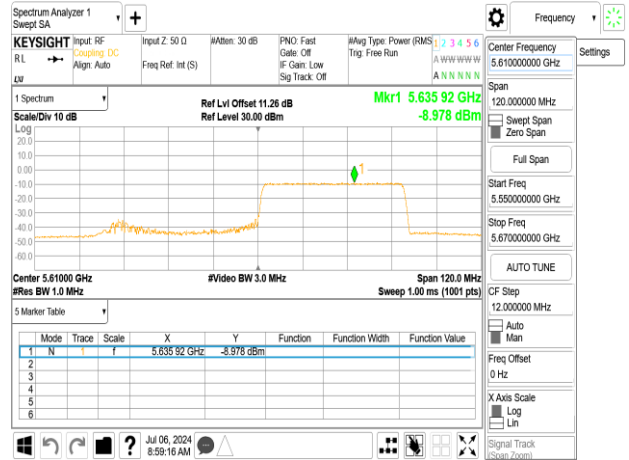 Spectrum Analyzer 1
Swept SA
Frequency
KEYSIGHT
Input: RF
Input Z: 50 Ω
#Atten: 30 dB
PNO: Fast
#Avg Type: Power (RMS
1 2 3 4 5 6
RL
Coupling: DC
Gate: Off
Trig: Free Run
Align: Auto
Freq Ref: Int (S)
IF Gain: Low
A W W W W W
Sig Track: Off
LXI
A N N N N N
Center Frequency
5.610000000 GHz
Settings
Span
120.000000 MHz
Swept Span
Zero Span
Full Span
Start Freq
5.550000000 GHz
Stop Freq
5.670000000 GHz
AUTO TUNE
CF Step
12.000000 MHz
Auto
Man
Freq Offset
0 Hz
X Axis Scale
Log
Lin
Signal Track
(Span Zoom)
1 Spectrum
Ref Lvl Offset 11.26 dB
Mkr1 5.635 92 GHz
Scale/Div 10 dB
Ref Level 30.00 dBm
-8.978 dBm
Log
20.0
10.0
0.00
-10.0
-20.0
-30.0
-40.0
-50.0
-60.0
1
Center 5.61000 GHz
#Video BW 3.0 MHz
Span 120.0 MHz
#Res BW 1.0 MHz
Sweep 1.00 ms (1001 pts)
5 Marker Table
Mode Trace Scale X Y Function Function Width Function Value
1 N 1 f 5.635 92 GHz -8.978 dBm
2
3
4
5
6
Jul 06, 2024
8:59:16 AM